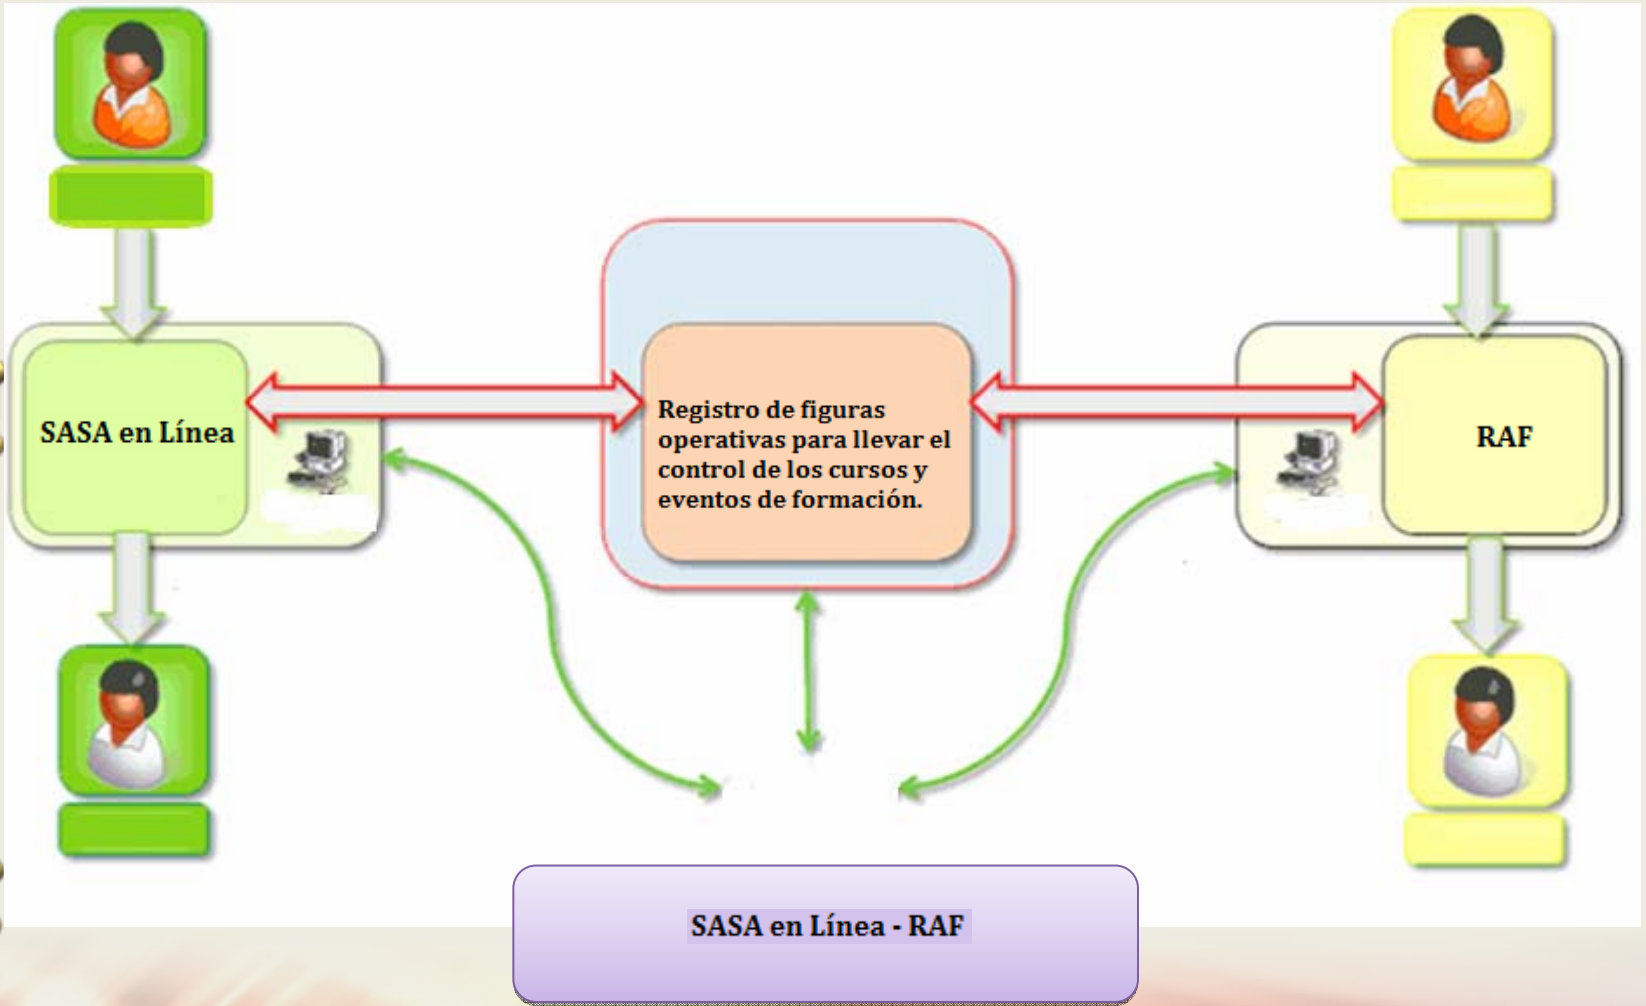 SASA en Línea
Registro de figuras
operativas para llevar el
control de los cursos y
eventos de formación.
RAF
SASA en Línea - RAF